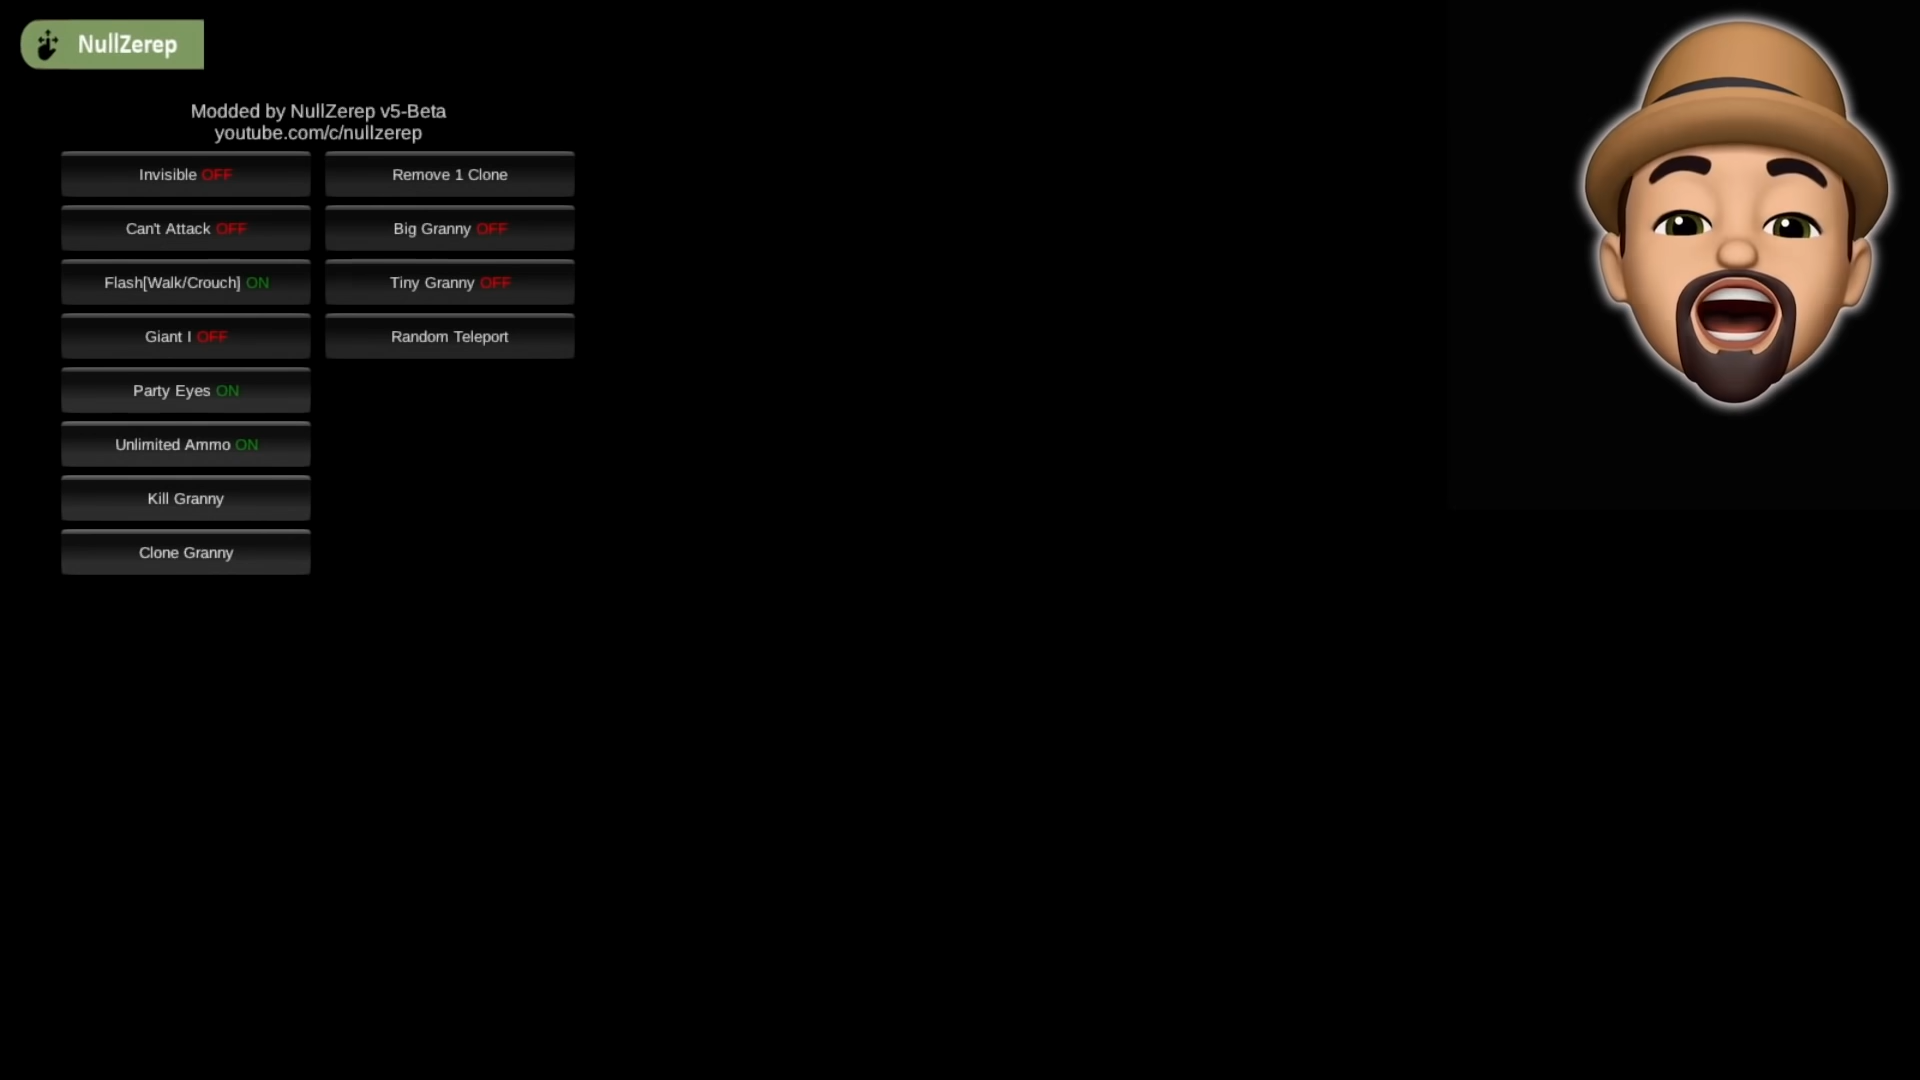 NullZerep
Modded by NullZerep v5-Beta
youtube.com/c/nullzerep
Invisible OFF
Can't Attack OFF
Flash[Walk/Crouch] ON
Giant I OFF
Party Eyes ON
Unlimited Ammo ON
Kill Granny
Clone Granny
Remove 1 Clone
Big Granny OFF
Tiny Granny OFF
Random Teleport